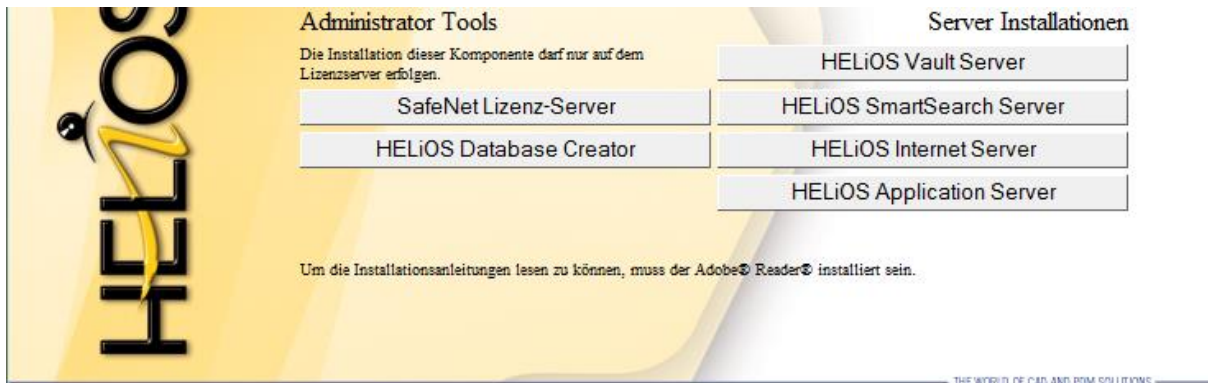 HELiOS
Administrator Tools
Die Installation dieser Komponente darf nur auf dem
Lizenzserver erfolgen.
SafeNet Lizenz-Server
HELiOS Database Creator
Server Installationen
HELiOS Vault Server
HELiOS SmartSearch Server
HELiOS Internet Server
HELiOS Application Server
Um die Installationsanleitungen lesen zu können, muss der Adobe® Reader® installiert sein.
THE WORLD OF CAD AND PDM SOLUTIONS